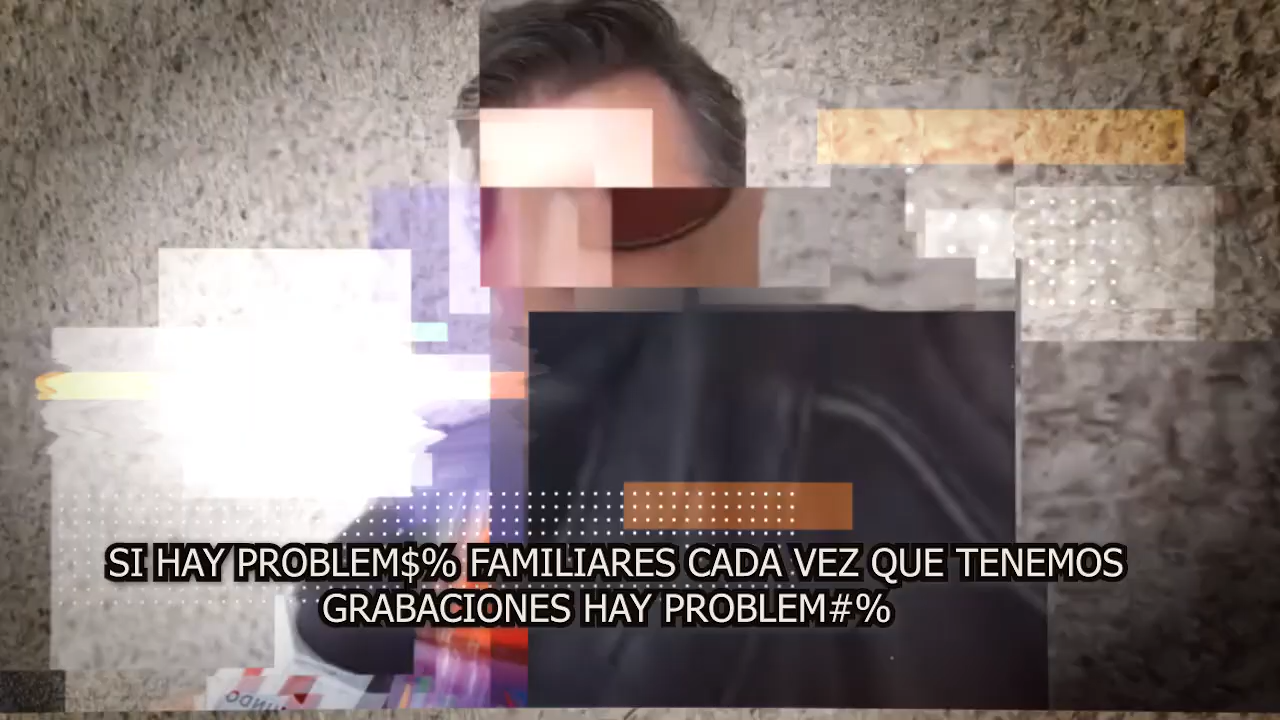 SI HAY PROBLEM$% FAMILIARES CADA VEZ QUE TENEMOS
GRABACIONES HAY PROBLEM#%